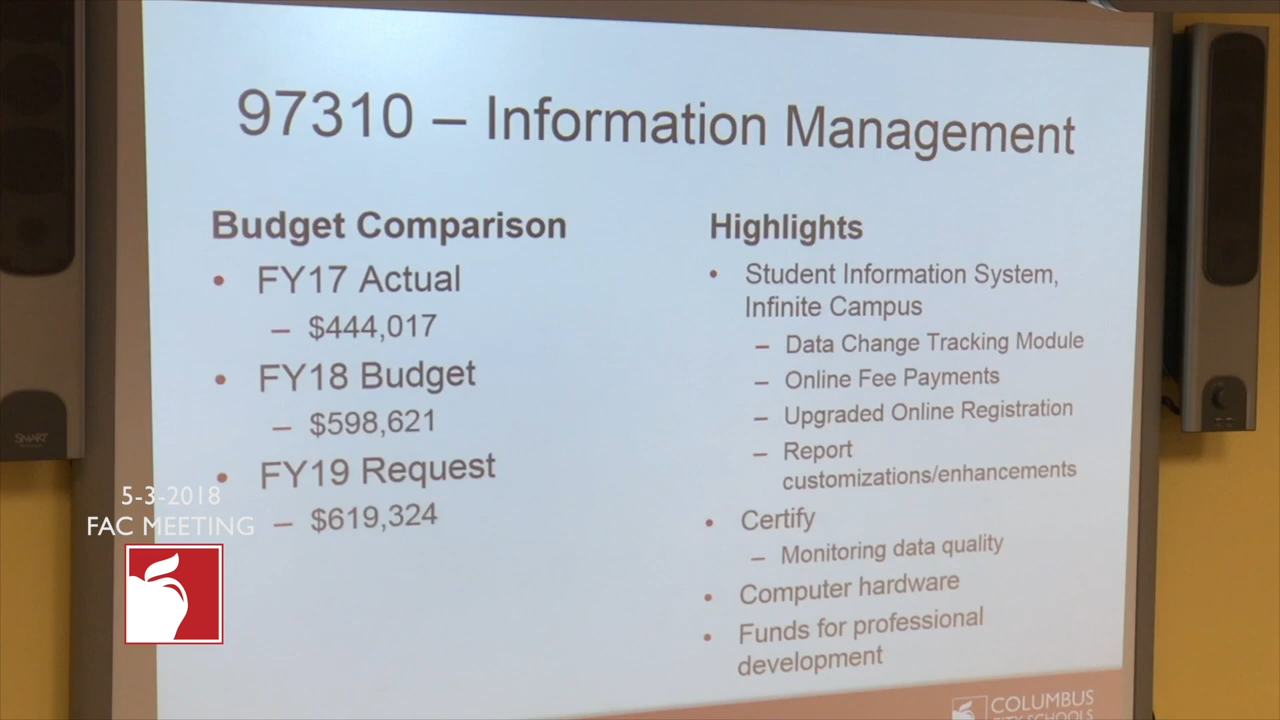 97310 – Information Management
Budget Comparison
• FY17 Actual
– $444,017
• FY18 Budget
– $598,621
• FY19 Request
– $619,324
Highlights
• Student Information System,
Infinite Campus
– Data Change Tracking Module
– Online Fee Payments
– Upgraded Online Registration
– Report
customizations/enhancements
• Certify
– Monitoring data quality
• Computer hardware
• Funds for professional
development
COLUMBUS
CITY SCHOOLS
SMART
5-3-2018
FAC MEETING